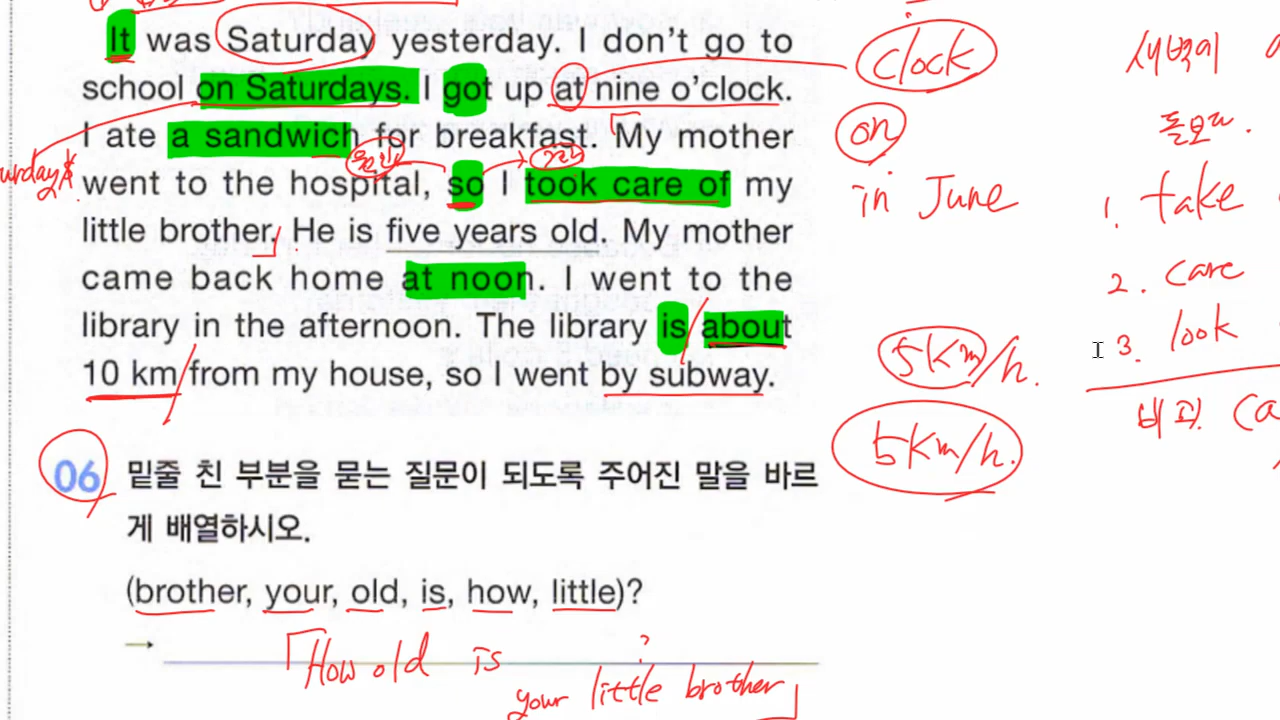 It was Saturday yesterday. I don't go to
school on Saturdays. I got up at nine o'clock.
I ate a sandwich for breakfast. My mother
went to the hospital, so I took care of my
little brother. He is five years old. My mother
came back home at noon. I went to the
library in the afternoon. The library is about
10 km from my house, so I went by subway.
06 밑줄 친 부분을 묻는 질문이 되도록 주어진 말을 바르
게 배열하시오.
(brother, your, old, is, how, little)?
→
How old is
your little brother
?
clock
on
in June
5km/h.
5km/h.
새벽에
돌보다.
1. take
2. care
3. look
비교